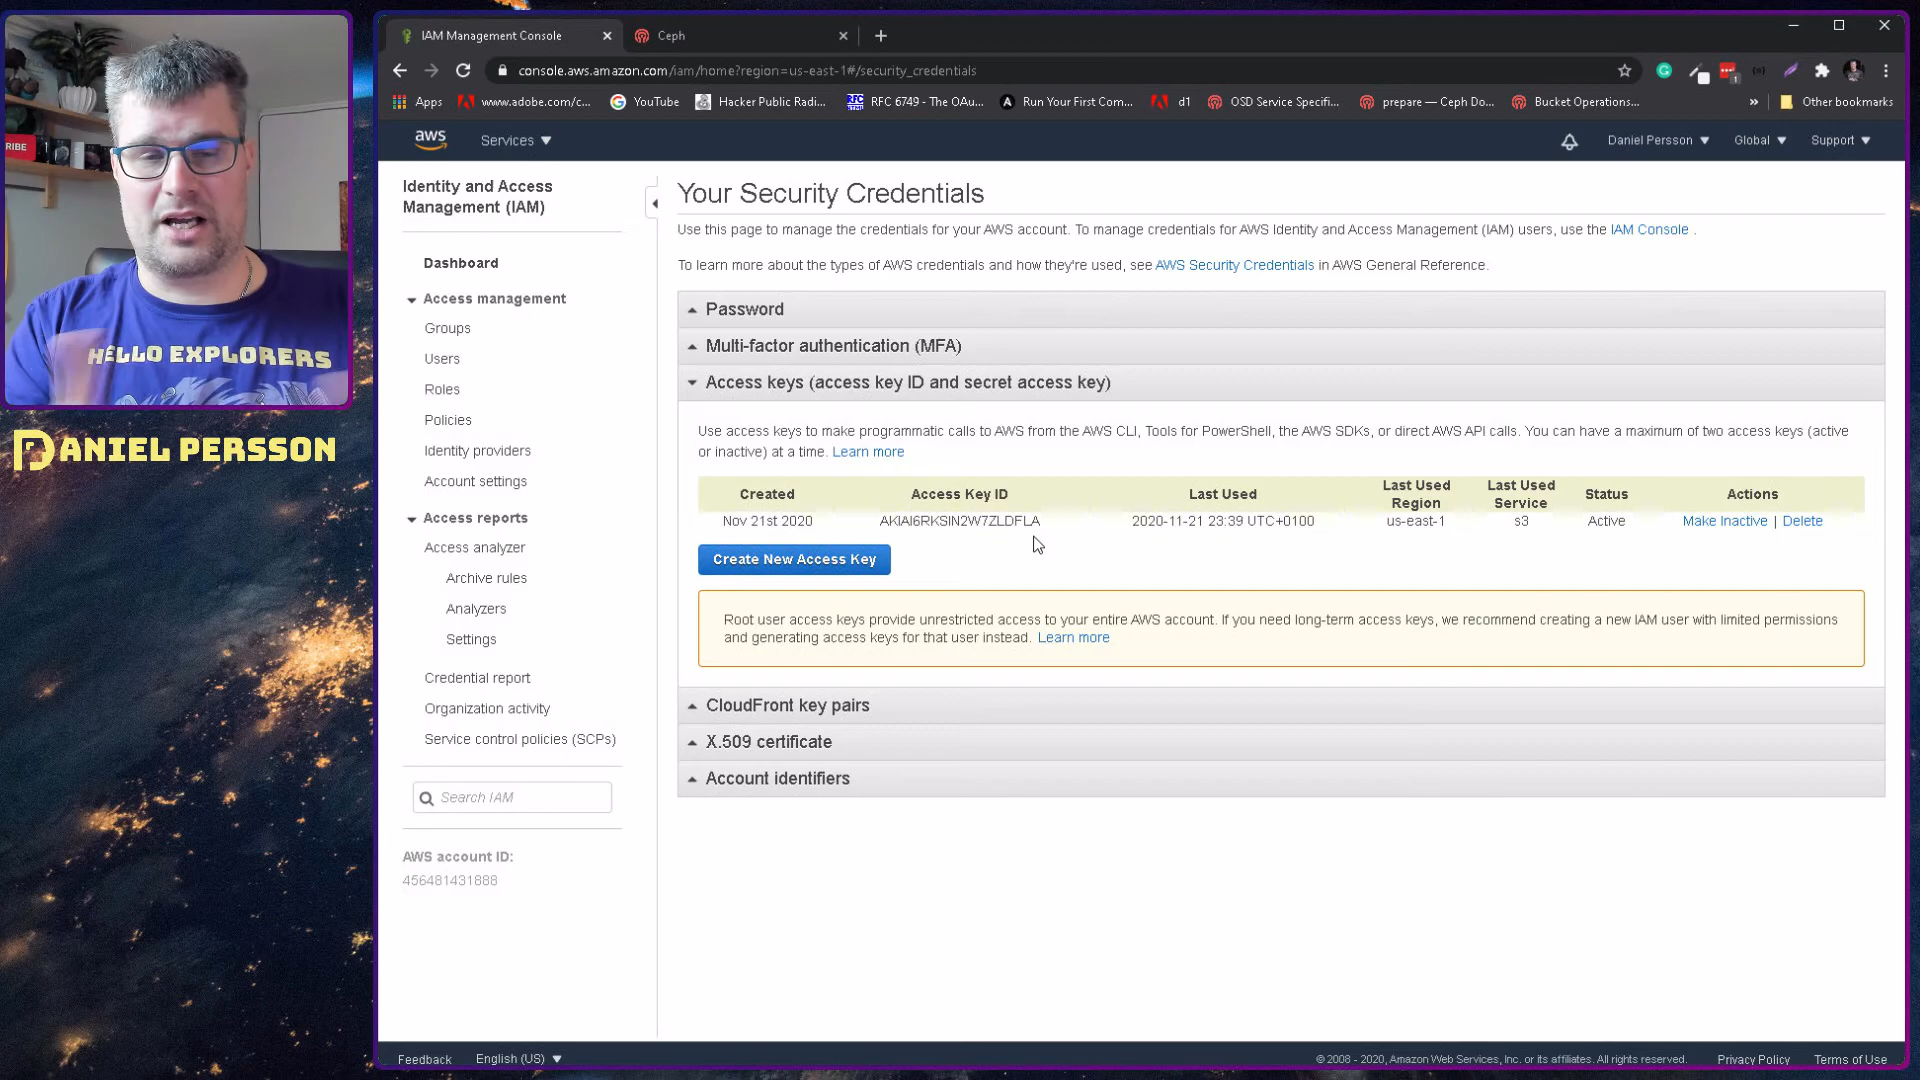 IBE
HELLO EXPLORERS
DANIEL PERSSON
IAM Management Console
Ceph
console.aws.amazon.com/iam/home?region=us-east-1#/security_credentials
Apps
www.adobe.com/c...
YouTube
Hacker Public Radi...
RFC 6749 - The OAu...
Run Your First Com...
d1
OSD Service Specifi...
prepare — Ceph Do...
Bucket Operations...
»
Other bookmarks
aws
Services
Daniel Persson
Global
Support
Identity and Access
Management (IAM)
Dashboard
Access management
Groups
Users
Roles
Policies
Identity providers
Account settings
Access reports
Access analyzer
Archive rules
Analyzers
Settings
Credential report
Organization activity
Service control policies (SCPs)
Search IAM
AWS account ID:
456481431888
Your Security Credentials
Use this page to manage the credentials for your AWS account. To manage credentials for AWS Identity and Access Management (IAM) users, use the IAM Console .
To learn more about the types of AWS credentials and how they're used, see AWS Security Credentials in AWS General Reference.
Password
Multi-factor authentication (MFA)
Access keys (access key ID and secret access key)
Use access keys to make programmatic calls to AWS from the AWS CLI, Tools for PowerShell, the AWS SDKs, or direct AWS API calls. You can have a maximum of two access keys (active
or inactive) at a time. Learn more
Created Access Key ID Last Used Last Used Region Last Used Service Status Actions
Nov 21st 2020 AKIAI6RKSIN2W7ZLDFLA 2020-11-21 23:39 UTC+0100 us-east-1 s3 Active Make Inactive | Delete
Create New Access Key
Root user access keys provide unrestricted access to your entire AWS account. If you need long-term access keys, we recommend creating a new IAM user with limited permissions
and generating access keys for that user instead. Learn more
CloudFront key pairs
X.509 certificate
Account identifiers
Feedback
English (US)
© 2008 - 2020, Amazon Web Services, Inc. or its affiliates. All rights reserved.
Privacy Policy
Terms of Use